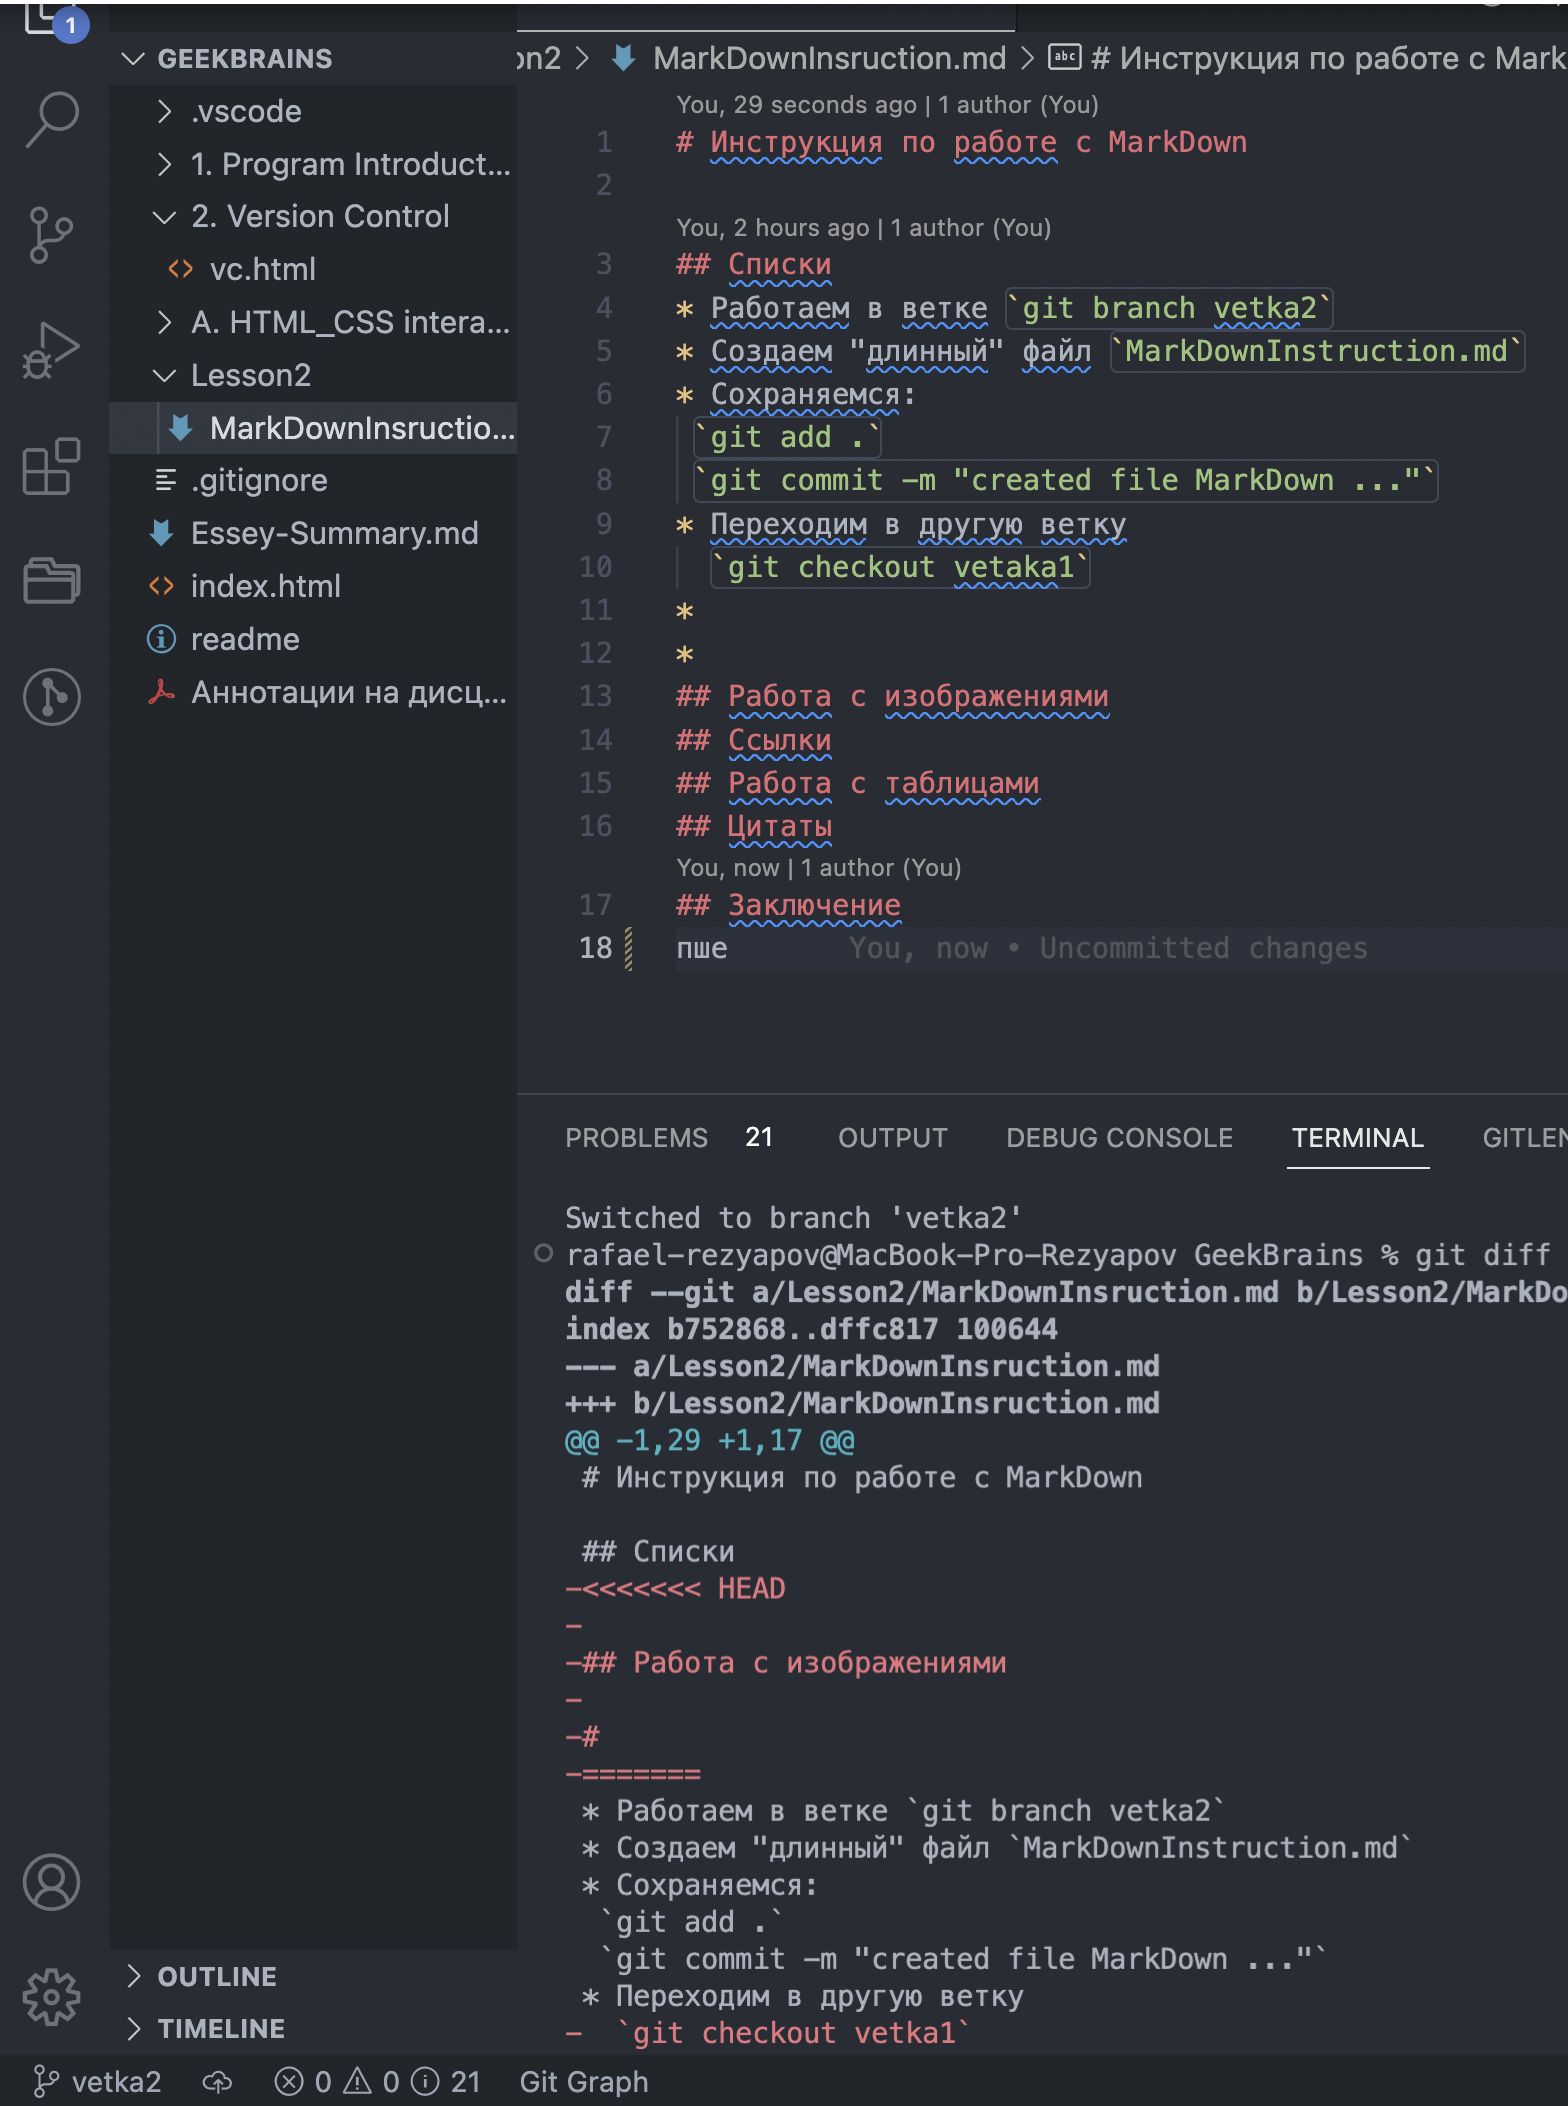 1
GEEKBRAINS
.vscode
1. Program Introduct...
2. Version Control
vc.html
A. HTML_CSS intera...
Lesson2
MarkDownInsructio...
.gitignore
Essey-Summary.md
index.html
readme
Аннотации на дисц...
OUTLINE
TIMELINE
on2 > MarkDownInsruction.md > # Инструкция по работе с Mark
You, 29 seconds ago | 1 author (You)
1 # Инструкция по работе с MarkDown
2
You, 2 hours ago | 1 author (You)
3 ## Списки
4 * Работаем в ветке `git branch vetka2`
5 * Создаем "длинный" файл `MarkDownInstruction.md`
6 * Сохраняемся:
7 `git add .`
8 `git commit -m "created file MarkDown ..."`
9 * Переходим в другую ветку
10 `git checkout vetaka1`
11 *
12 *
13 ## Работа с изображениями
14 ## Ссылки
15 ## Работа с таблицами
16 ## Цитаты
You, now | 1 author (You)
17 ## Заключение
18 пше You, now • Uncommitted changes
PROBLEMS 21 OUTPUT DEBUG CONSOLE TERMINAL GITLEN
Switched to branch 'vetka2'
rafael-rezyapov@MacBook-Pro-Rezyapov GeekBrains % git diff
diff --git a/Lesson2/MarkDownInsruction.md b/Lesson2/MarkDo
index b752868..dffc817 100644
--- a/Lesson2/MarkDownInsruction.md
+++ b/Lesson2/MarkDownInsruction.md
@@ -1,29 +1,17 @@
# Инструкция по работе с MarkDown
## Списки
-<<<<<<< HEAD
-
-## Работа с изображениями
-
-#
-=======
* Работаем в ветке `git branch vetka2`
* Создаем "длинный" файл `MarkDownInstruction.md`
* Сохраняемся:
`git add .`
`git commit -m "created file MarkDown ..."`
* Переходим в другую ветку
- `git checkout vetka1`
vetka2 0 0 21 Git Graph